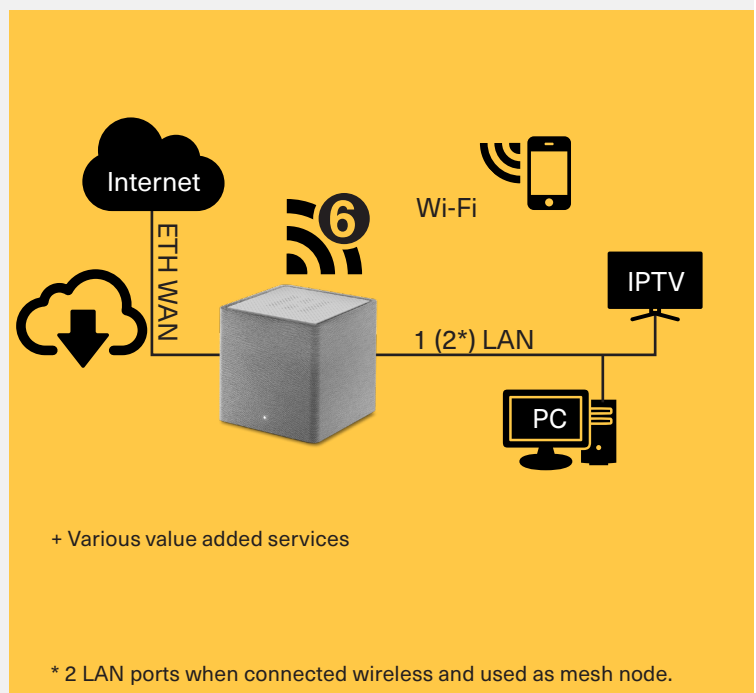 Internet
6
Wi-Fi
ETH WAN
IPTV
1 (2*) LAN
PC
+ Various value added services
* 2 LAN ports when connected wireless and used as mesh node.